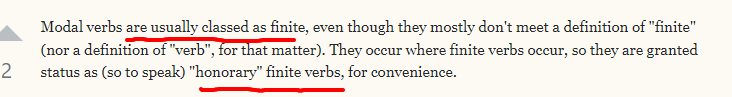 Modal verbs are usually classed as finite, even though they mostly don't meet a definition of "finite"
(nor a definition of "verb", for that matter). They occur where finite verbs occur, so they are granted
2 status as (so to speak) "honorary" finite verbs, for convenience.